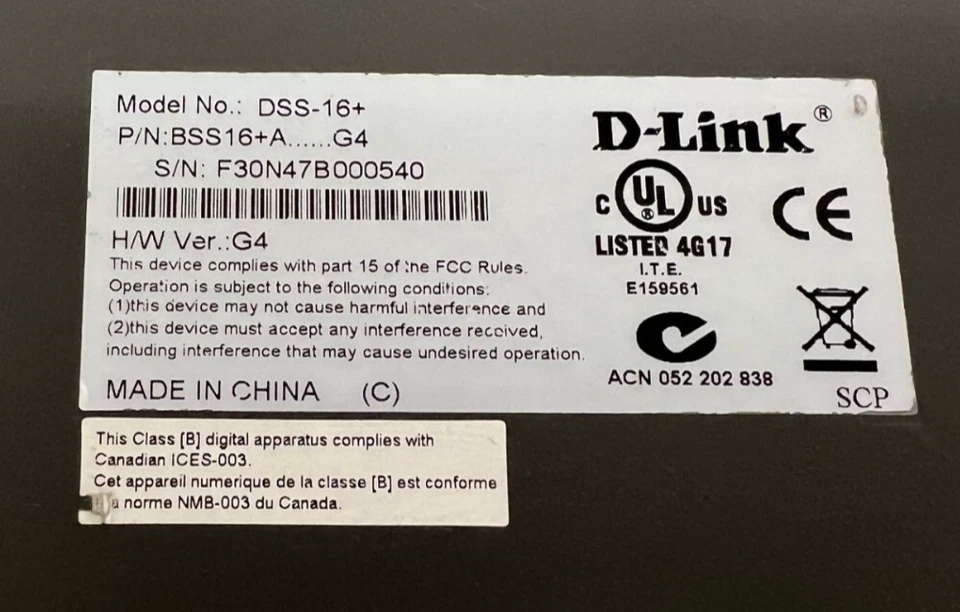 Model No.: DSS-16+
P/N:BSS16+A......G4
S/N: F30N47B000540
H/W Ver.:G4
This device complies with part 15 of the FCC Rules.
Operation is subject to the following conditions:
(1)this device may not cause harmful interference and
(2)this device must accept any interference received,
including interference that may cause undesired operation.
MADE IN CHINA (C)
D-Link®
C UL® US
LISTED 4G17
I.T.E.
E159561
CE
ACN 052 202 838
SCP
This Class [B] digital apparatus complies with
Canadian ICES-003.
Cet appareil numerique de la classe [B] est conforme
a norme NMB-003 du Canada.